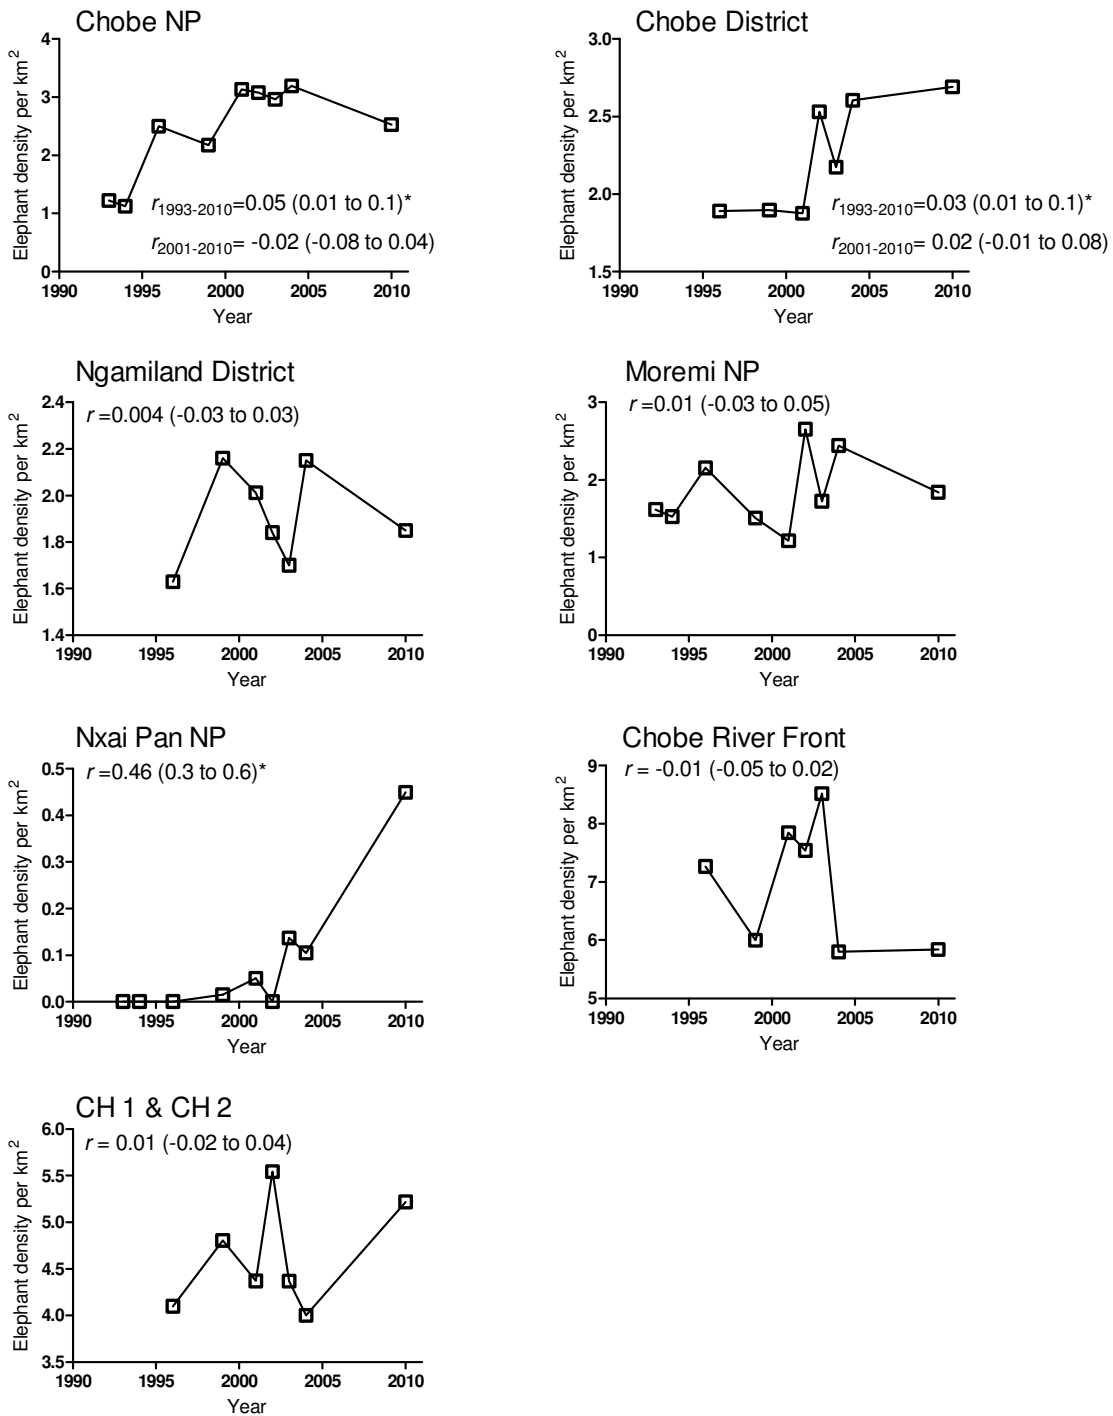 Chobe NP
Elephant density per km²
4
3
2
1
0
r1993-2010=0.05 (0.01 to 0.1)*
r2001-2010= -0.02 (-0.08 to 0.04)
1990 1995 2000 2005 2010
Year
Chobe District
Elephant density per km²
3.0
2.5
2.0
1.5
r1993-2010=0.03 (0.01 to 0.1)*
r2001-2010= 0.02 (-0.01 to 0.08)
1990 1995 2000 2005 2010
Year
Ngamiland District
r =0.004 (-0.03 to 0.03)
Elephant density per km²
2.4
2.2
2.0
1.8
1.6
1.4
1990 1995 2000 2005 2010
Year
Moremi NP
r =0.01 (-0.03 to 0.05)
Elephant density per km²
3
2
1
0
1990 1995 2000 2005 2010
Year
Nxai Pan NP
r =0.46 (0.3 to 0.6)*
Elephant density per km²
0.5
0.4
0.3
0.2
0.1
0.0
1990 1995 2000 2005 2010
Year
Chobe River Front
r = -0.01 (-0.05 to 0.02)
Elephant density per km²
9
8
7
6
5
1990 1995 2000 2005 2010
Year
CH 1 & CH 2
r = 0.01 (-0.02 to 0.04)
Elephant density per km²
6.0
5.5
5.0
4.5
4.0
3.5
1990 1995 2000 2005 2010
Year